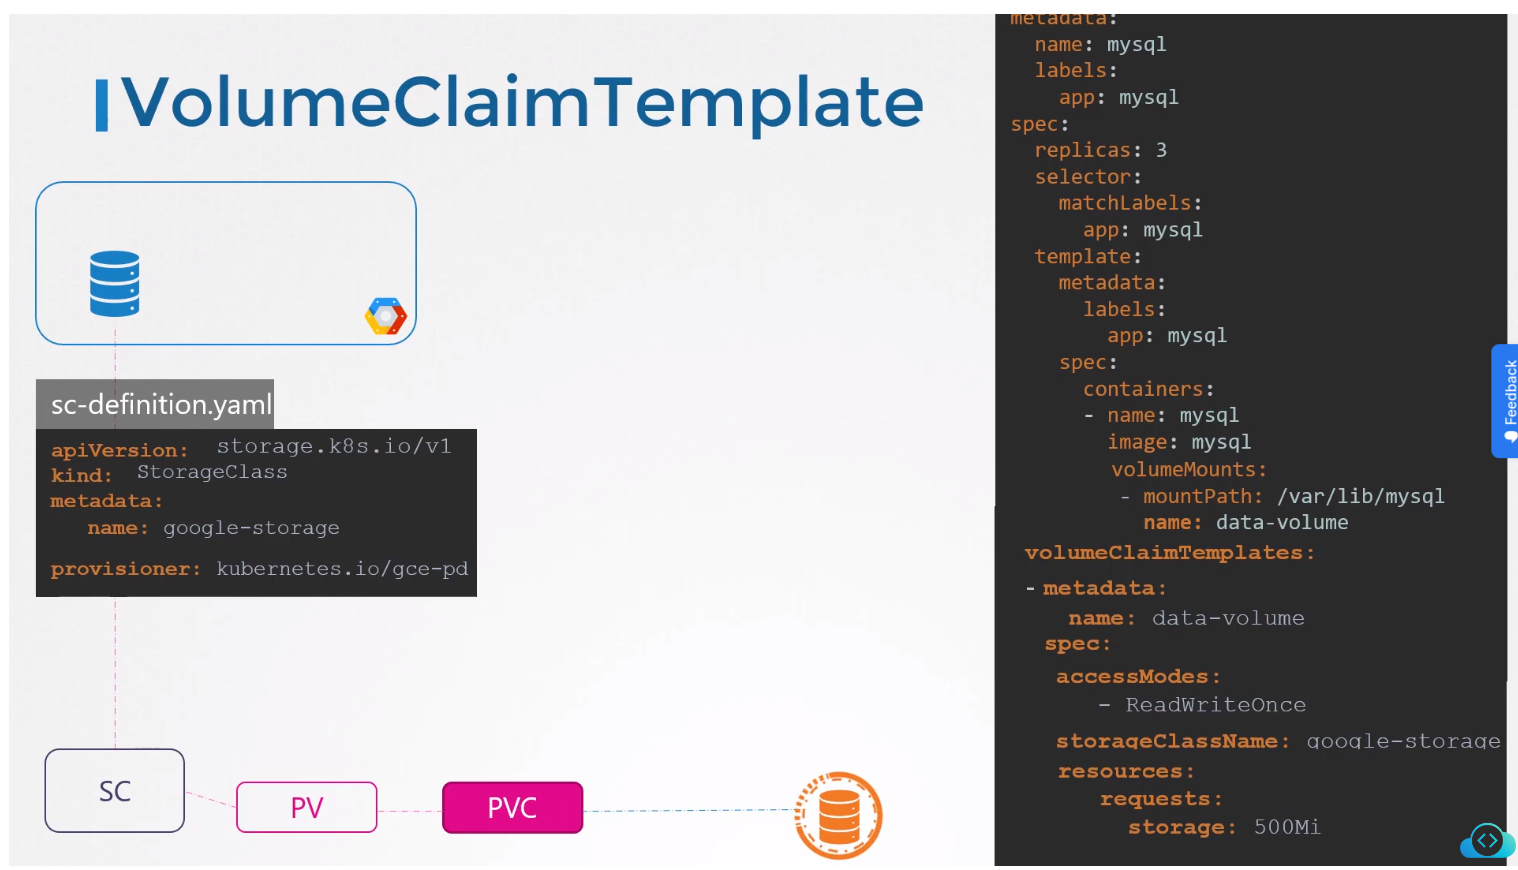 VolumeClaimTemplate
sc-definition.yaml
apiVersion: storage.k8s.io/v1
kind: StorageClass
metadata:
name: google-storage
provisioner: kubernetes.io/gce-pd
SC
PV
PVC
metadata:
name: mysql
labels:
app: mysql
spec:
replicas: 3
selector:
matchLabels:
app: mysql
template:
metadata:
labels:
app: mysql
spec:
containers:
- name: mysql
image: mysql
volumeMounts:
- mountPath: /var/lib/mysql
name: data-volume
volumeClaimTemplates:
- metadata:
name: data-volume
spec:
accessModes:
- ReadWriteOnce
storageClassName: google-storage
resources:
requests:
storage: 500Mi
Feedback